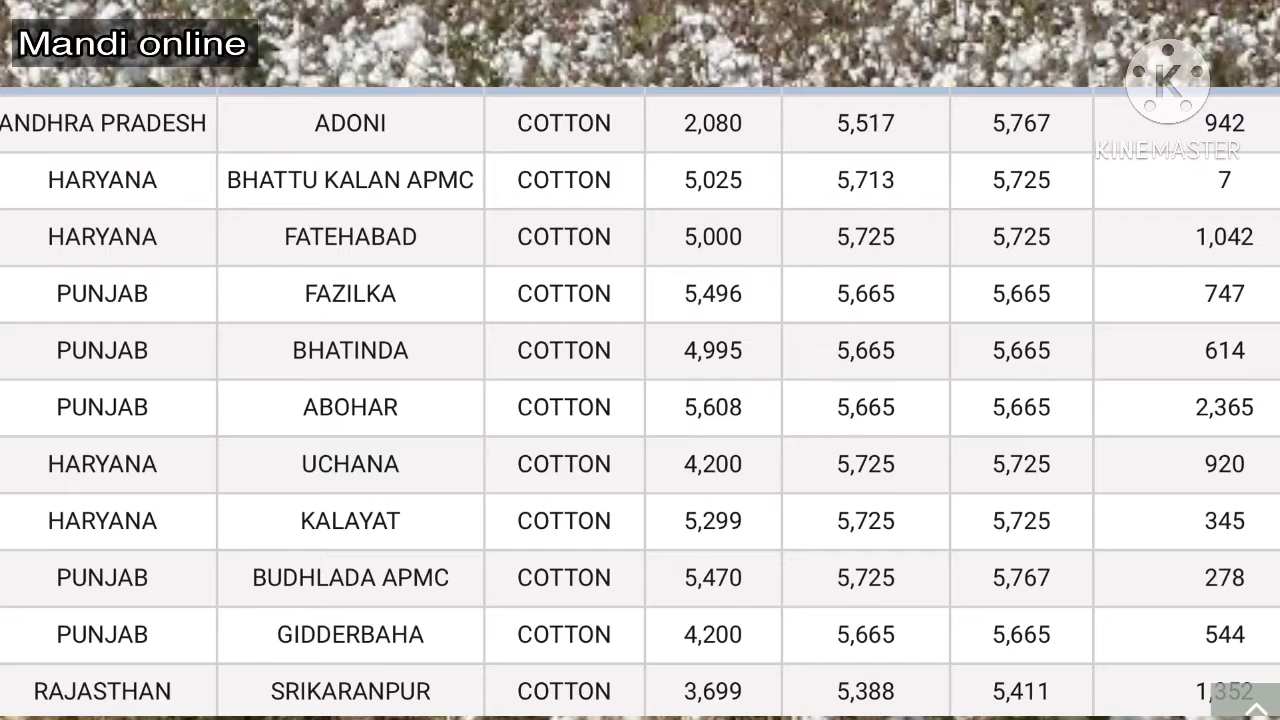 Mandi online
K
KINEMASTER
ANDHRA PRADESH ADONI COTTON 2,080 5,517 5,767 942
HARYANA BHATTU KALAN APMC COTTON 5,025 5,713 5,725 7
HARYANA FATEHABAD COTTON 5,000 5,725 5,725 1,042
PUNJAB FAZILKA COTTON 5,496 5,665 5,665 747
PUNJAB BHATINDA COTTON 4,995 5,665 5,665 614
PUNJAB ABOHAR COTTON 5,608 5,665 5,665 2,365
HARYANA UCHANA COTTON 4,200 5,725 5,725 920
HARYANA KALAYAT COTTON 5,299 5,725 5,725 345
PUNJAB BUDHLADA APMC COTTON 5,470 5,725 5,767 278
PUNJAB GIDDERBAHA COTTON 4,200 5,665 5,665 544
RAJASTHAN SRIKARANPUR COTTON 3,699 5,388 5,411 1,352